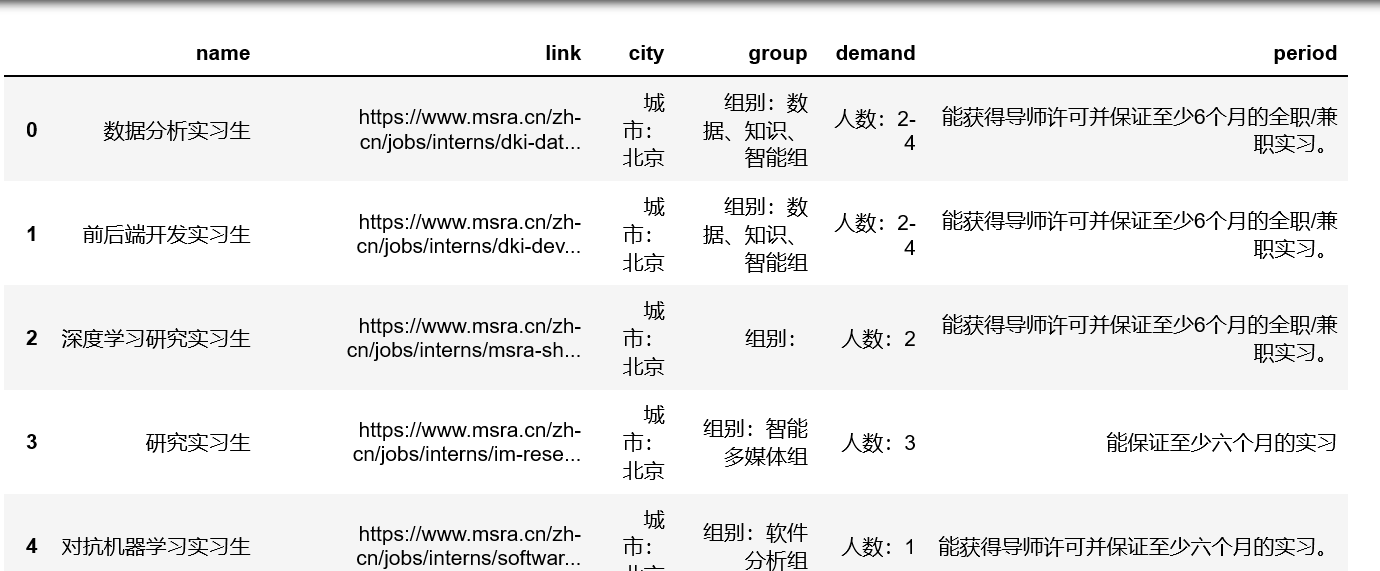 name link city group demand period
0 数据分析实习生 https://www.msra.cn/zh-cn/jobs/interns/dki-dat... 城市：北京 组别：数据、知识、智能组 人数：2-4 能获得导师许可并保证至少6个月的全职/兼职实习。
1 前后端开发实习生 https://www.msra.cn/zh-cn/jobs/interns/dki-dev... 城市：北京 组别：数据、知识、智能组 人数：2-4 能获得导师许可并保证至少6个月的全职/兼职实习。
2 深度学习研究实习生 https://www.msra.cn/zh-cn/jobs/interns/msra-sh... 城市：北京 组别： 人数：2 能获得导师许可并保证至少6个月的全职/兼职实习。
3 研究实习生 https://www.msra.cn/zh-cn/jobs/interns/im-rese... 城市：北京 组别：智能多媒体组 人数：3 能保证至少六个月的实习
4 对抗机器学习实习生 https://www.msra.cn/zh-cn/jobs/interns/softwar... 城市：北京 组别：软件分析组 人数：1 能获得导师许可并保证至少六个月的实习。